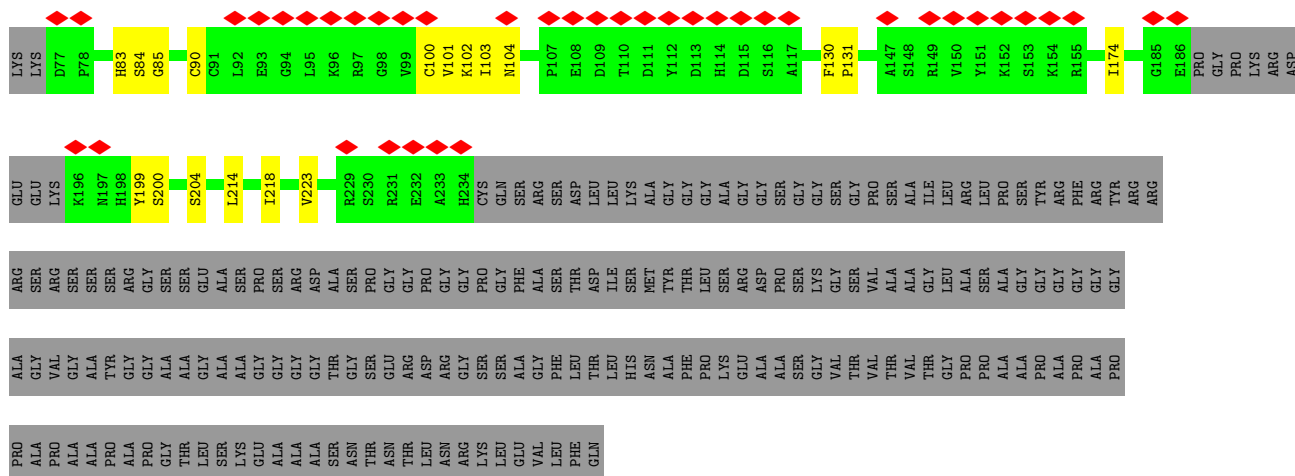 LYS LYS D77 P78 H83 S84 G85 C90 C91 L92 E93 G94 L95 K96 R97 G98 V99 C100 V101 K102 I103 N104 P107 E108 D109 T110 D111 Y112 D113 H114 D115 S116 A117 F130 P131 A147 S148 R149 V150 Y151 K152 S153 K154 R155 I174 G185 E186 PRO GLY PRO LYS ARG ASP
GLU GLU LYS K196 N197 H198 Y199 S200 S204 L214 I218 V223 R229 S230 R231 E232 A233 H234 CYS GLN SER ARG SER ASP LEU LEU LYS ALA GLY GLY GLY ALA GLY GLY SER GLY GLY SER GLY PRO SER ALA ILE LEU ARG LEU PRO SER TYR ARG PHE ARG TYR ARG ARG
ARG SER ARG SER SER SER ARG GLY SER SER GLU ALA SER PRO SER ARG ASP ALA SER PRO GLY GLY PRO GLY GLY PRO GLY PHE ALA SER THR ASP ILE SER MET TYR THR LEU SER ARG ASP PRO SER LYS GLY SER VAL ALA ALA GLY LEU ALA SER ALA GLY GLY GLY GLY GLY GLY
ALA GLY VAL GLY ALA TYR GLY GLY ALA ALA GLY ALA ALA GLY GLY GLY GLY THR GLY SER GLU ARG ASP ARG GLY SER SER ALA GLY PHE LEU THR LEU HIS ASN ALA PHE PRO LYS GLU ALA ALA SER GLY VAL THR VAL THR VAL THR GLY PRO PRO ALA ALA PRO ALA PRO ALA PRO
PRO ALA PRO ALA ALA PRO ALA PRO GLY THR LEU SER LYS GLU ALA ALA ALA SER ASN THR ASN THR LEU ASN ARG LYS LEU GLU VAL LEU PHE GLN